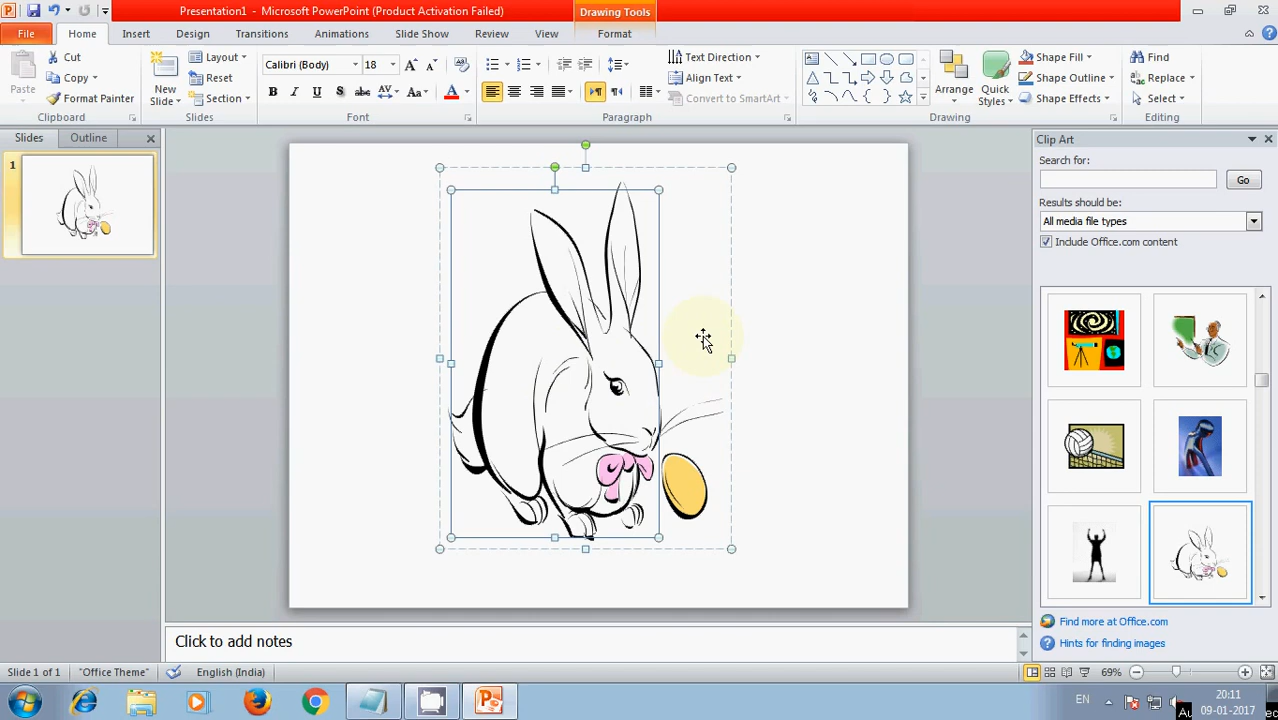 Presentation1 - Microsoft PowerPoint (Product Activation Failed)
Drawing Tools
File Home Insert Design Transitions Animations Slide Show Review View Format
Paste
Cut
Copy
Format Painter
Clipboard
New Slide
Layout
Reset
Section
Slides
Calibri (Body) 18
B I U S abc AV Aa A
Font
Text Direction
Align Text
Convert to SmartArt
Paragraph
Arrange
Quick Styles
Shape Fill
Shape Outline
Shape Effects
Drawing
Find
Replace
Select
Editing
Slides Outline
1
Clip Art
Search for:
Go
Results should be:
All media file types
Include Office.com content
Find more at Office.com
Hints for finding images
Click to add notes
Slide 1 of 1 "Office Theme" English (India) 69%
EN
20:11
09-01-2017